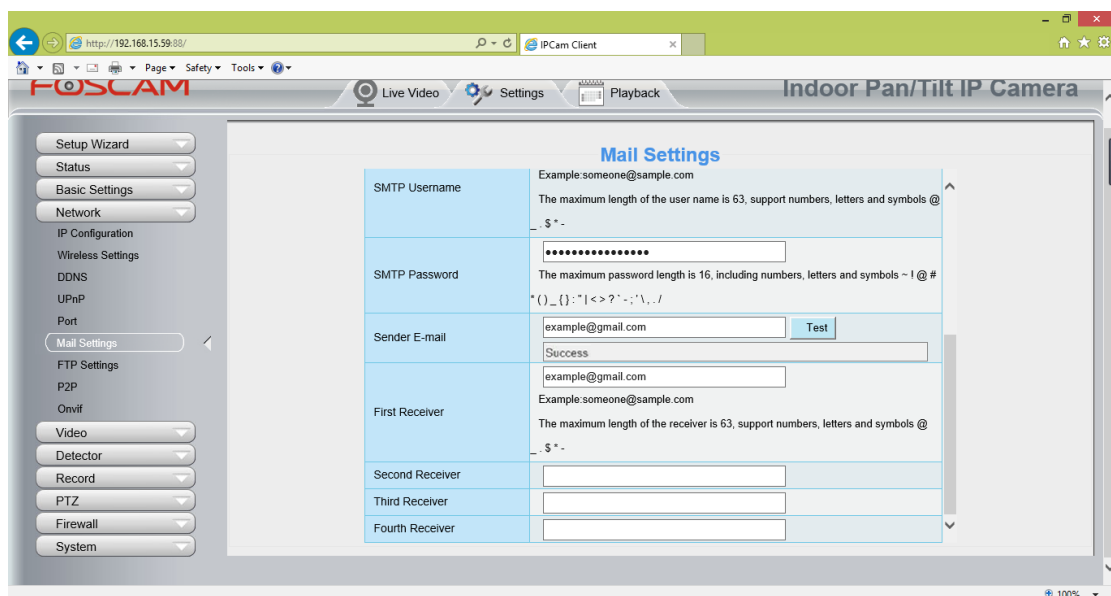 http://192.168.15.59:88/
IPCam Client
Page Safety Tools
FOSCAM
Live Video Settings Playback
Indoor Pan/Tilt IP Camera
Setup Wizard
Status
Basic Settings
Network
IP Configuration
Wireless Settings
DDNS
UPnP
Port
Mail Settings
FTP Settings
P2P
Onvif
Video
Detector
Record
PTZ
Firewall
System
Mail Settings
SMTP Username
Example:someone@sample.com
The maximum length of the user name is 63, support numbers, letters and symbols @
_ . $ * -
SMTP Password
••••••••••••••••
The maximum password length is 16, including numbers, letters and symbols ~ ! @ #
* ( ) _ { } : " | < > ? ` - ; ' \ , . /
Sender E-mail
example@gmail.com
Test
Success
First Receiver
example@gmail.com
Example:someone@sample.com
The maximum length of the receiver is 63, support numbers, letters and symbols @
_ . $ * -
Second Receiver
Third Receiver
Fourth Receiver
100%